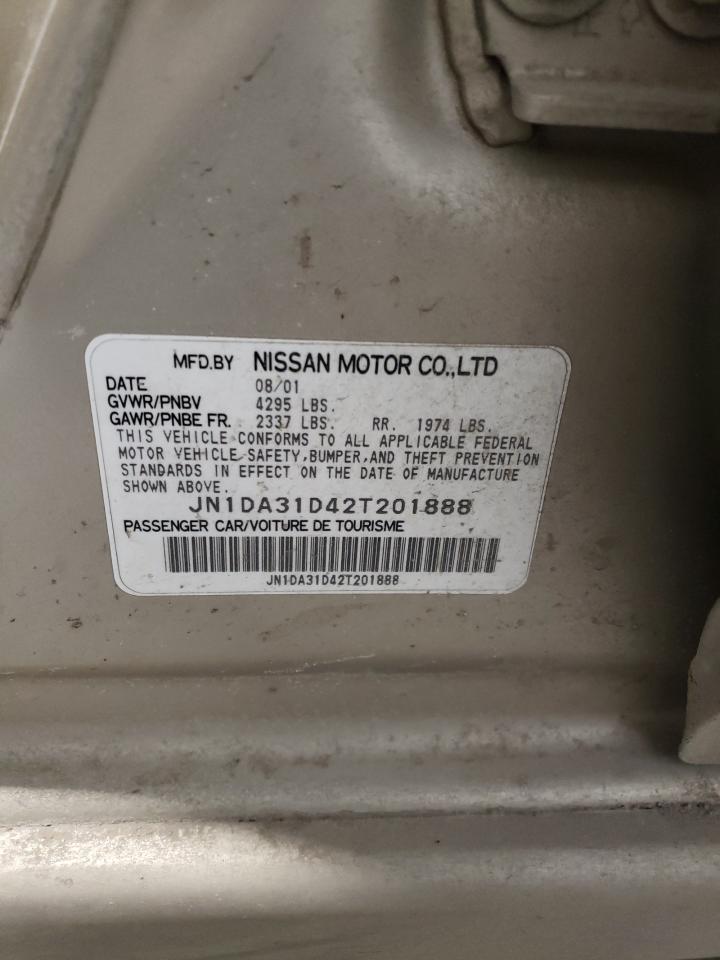 MFD.BY NISSAN MOTOR CO.,LTD
DATE 08/01
GVWR/PNBV 4295 LBS.
GAWR/PNBE FR. 2337 LBS. RR. 1974 LBS.
THIS VEHICLE CONFORMS TO ALL APPLICABLE FEDERAL
MOTOR VEHICLE SAFETY,BUMPER,AND THEFT PREVENTION
STANDARDS IN EFFECT ON THE DATE OF MANUFACTURE
SHOWN ABOVE.
JN1DA31D42T201888
PASSENGER CAR/VOITURE DE TOURISME
JN1DA31D42T201888